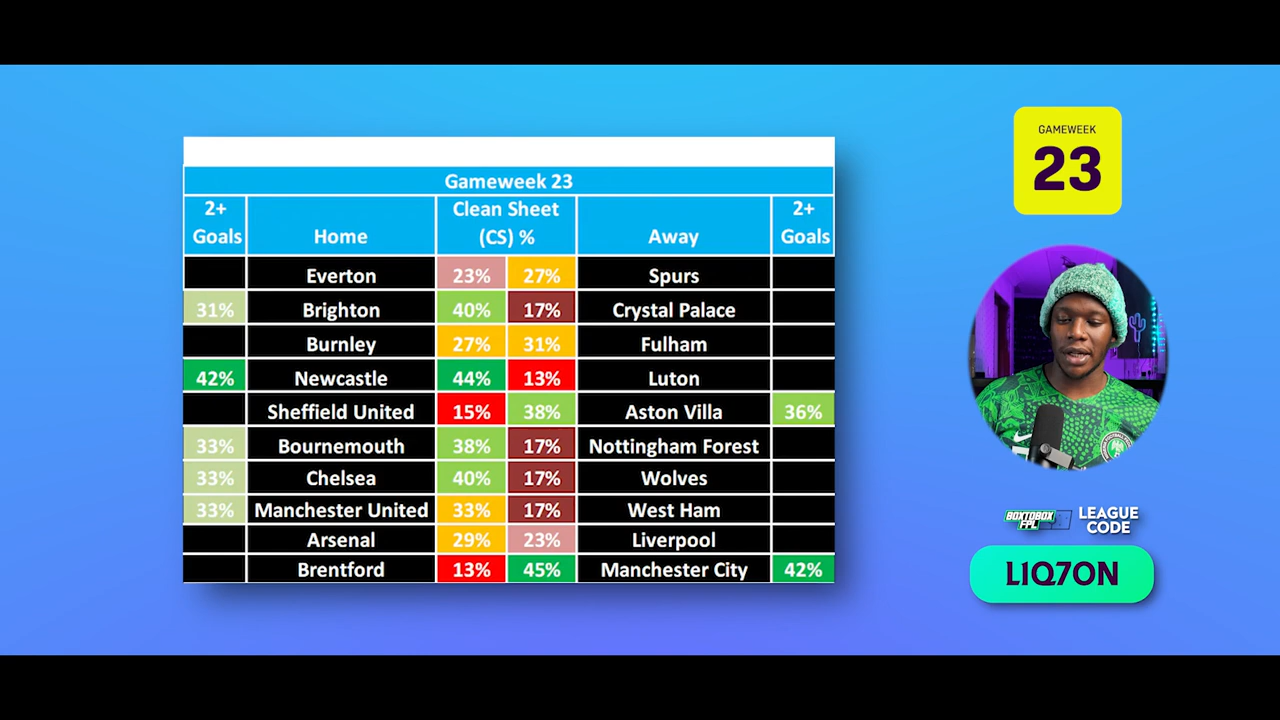 Gameweek 23
2+ Goals Home Clean Sheet (CS) % Away 2+ Goals
Everton 23% 27% Spurs
31% Brighton 40% 17% Crystal Palace
Burnley 27% 31% Fulham
42% Newcastle 44% 13% Luton
Sheffield United 15% 38% Aston Villa 36%
33% Bournemouth 38% 17% Nottingham Forest
33% Chelsea 40% 17% Wolves
33% Manchester United 33% 17% West Ham
Arsenal 29% 23% Liverpool
Brentford 13% 45% Manchester City 42%
GAMEWEEK
23
BOXTOBOX
FPL
LEAGUE
CODE
L1Q7ON